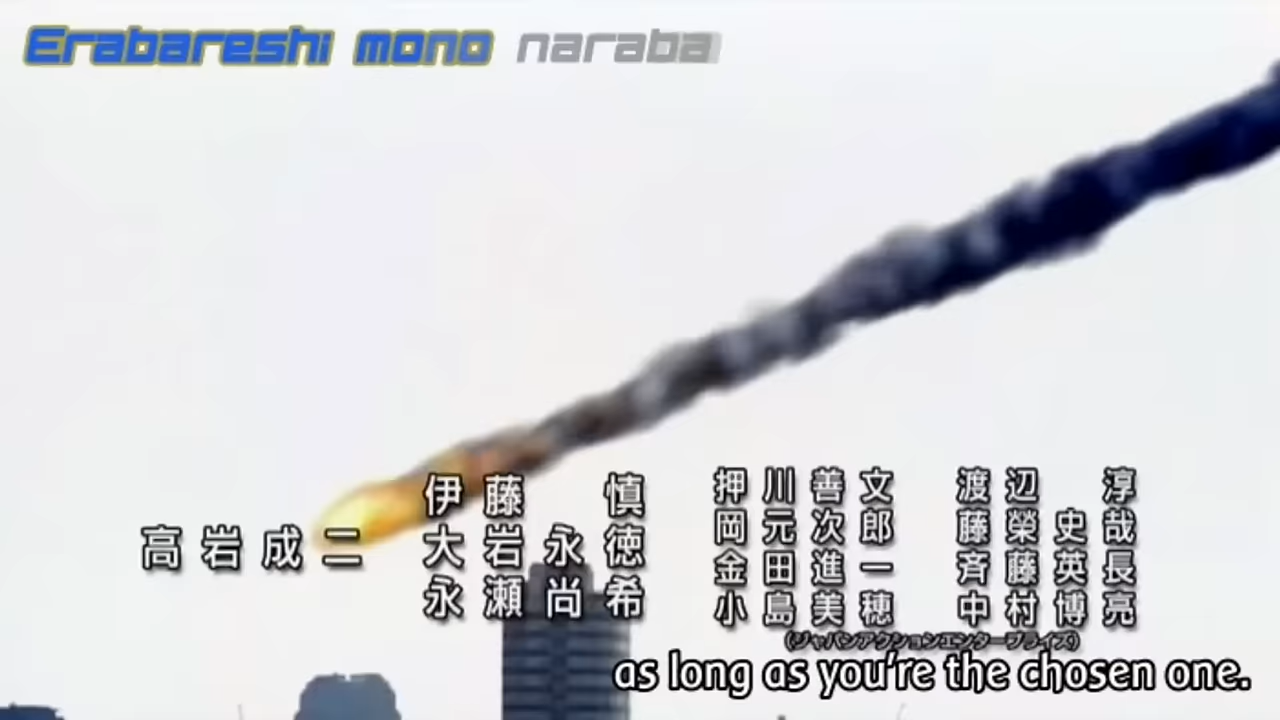 Erabareshi mono naraba
高岩成二
伊藤 慎
大岩永徳
永瀬尚希
押川善文
岡元次郎
金田進一
小島美穂
渡辺 淳
藤榮史哉
斉藤英長
中村博亮
(ジャパンアクションエンタープライズ)
as long as you're the chosen one.